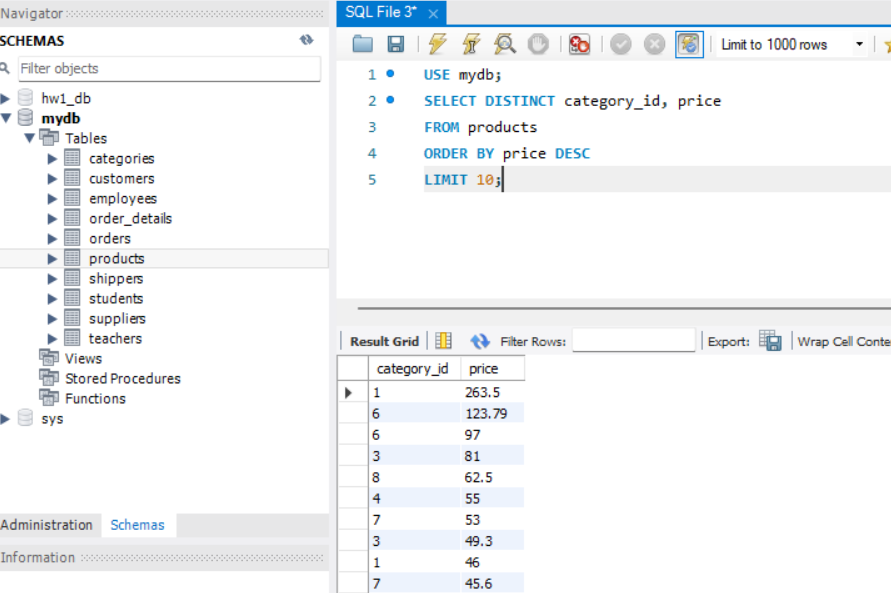 Navigator
SCHEMAS
Filter objects
hw1_db
mydb
Tables
categories
customers
employees
order_details
orders
products
shippers
students
suppliers
teachers
Views
Stored Procedures
Functions
sys
Administration Schemas
Information
SQL File 3* ×
Limit to 1000 rows
1 USE mydb;
2 SELECT DISTINCT category_id, price
3 FROM products
4 ORDER BY price DESC
5 LIMIT 10;
Result Grid Filter Rows: Export: Wrap Cell Conte
category_id price
1 263.5
6 123.79
6 97
3 81
8 62.5
4 55
7 53
3 49.3
1 46
7 45.6